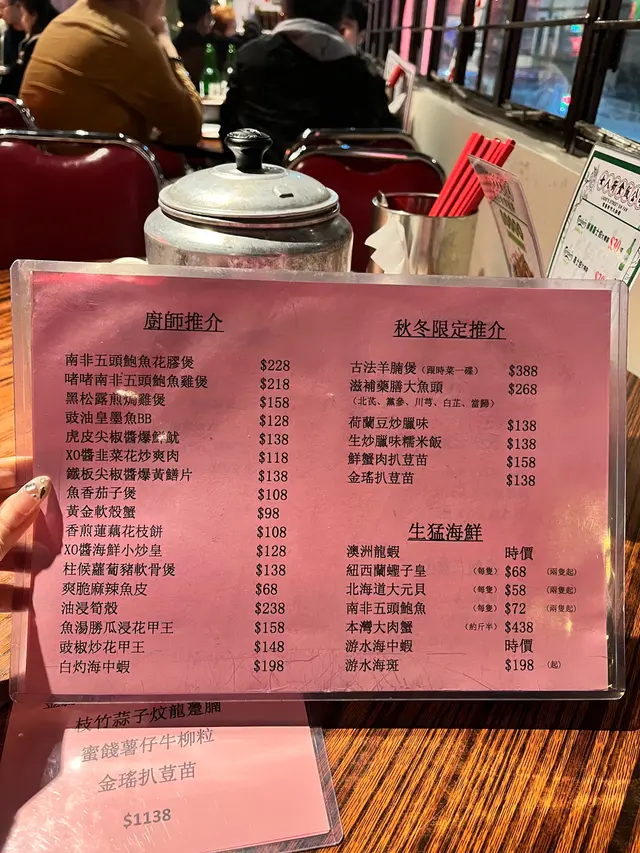 廚師推介
南非五頭鮑魚花膠煲 $228
啫啫南非五頭鮑魚雞煲 $218
黑松露煎焗雞煲 $158
豉油皇墨魚BB $128
虎皮尖椒醬爆鮮魷 $138
XO醬韭菜花炒爽肉 $118
鐵板尖椒醬爆黃鱔片 $138
魚香茄子煲 $108
黃金軟殼蟹 $98
香煎蓮藕花枝餅 $108
XO醬海鮮小炒皇 $128
柱候蘿蔔豬軟骨煲 $138
爽脆麻辣魚皮 $68
油浸筍殼 $238
魚湯勝瓜浸花甲王 $158
豉椒炒花甲王 $148
白灼海中蝦 $198
秋冬限定推介
古法羊腩煲(跟時菜一碟) $388
滋補藥膳大魚頭 $268
(北芪、黨參、川芎、白芷、當歸)
荷蘭豆炒臘味 $138
生炒臘味糯米飯 $138
鮮蟹肉扒荳苗 $158
金瑤扒荳苗 $138
生猛海鮮
澳洲龍蝦 時價
紐西蘭蟶子皇 (每隻) $68 (兩隻起)
北海道大元貝 (每隻) $58 (兩隻起)
南非五頭鮑魚 (每隻) $72 (兩隻起)
本灣大肉蟹 (約斤半) $438
游水海中蝦 時價
游水海斑 $198 (起)
枝竹蒜子炆龍躉腩
蜜餞薯仔牛柳粒
金瑤扒荳苗
$1138